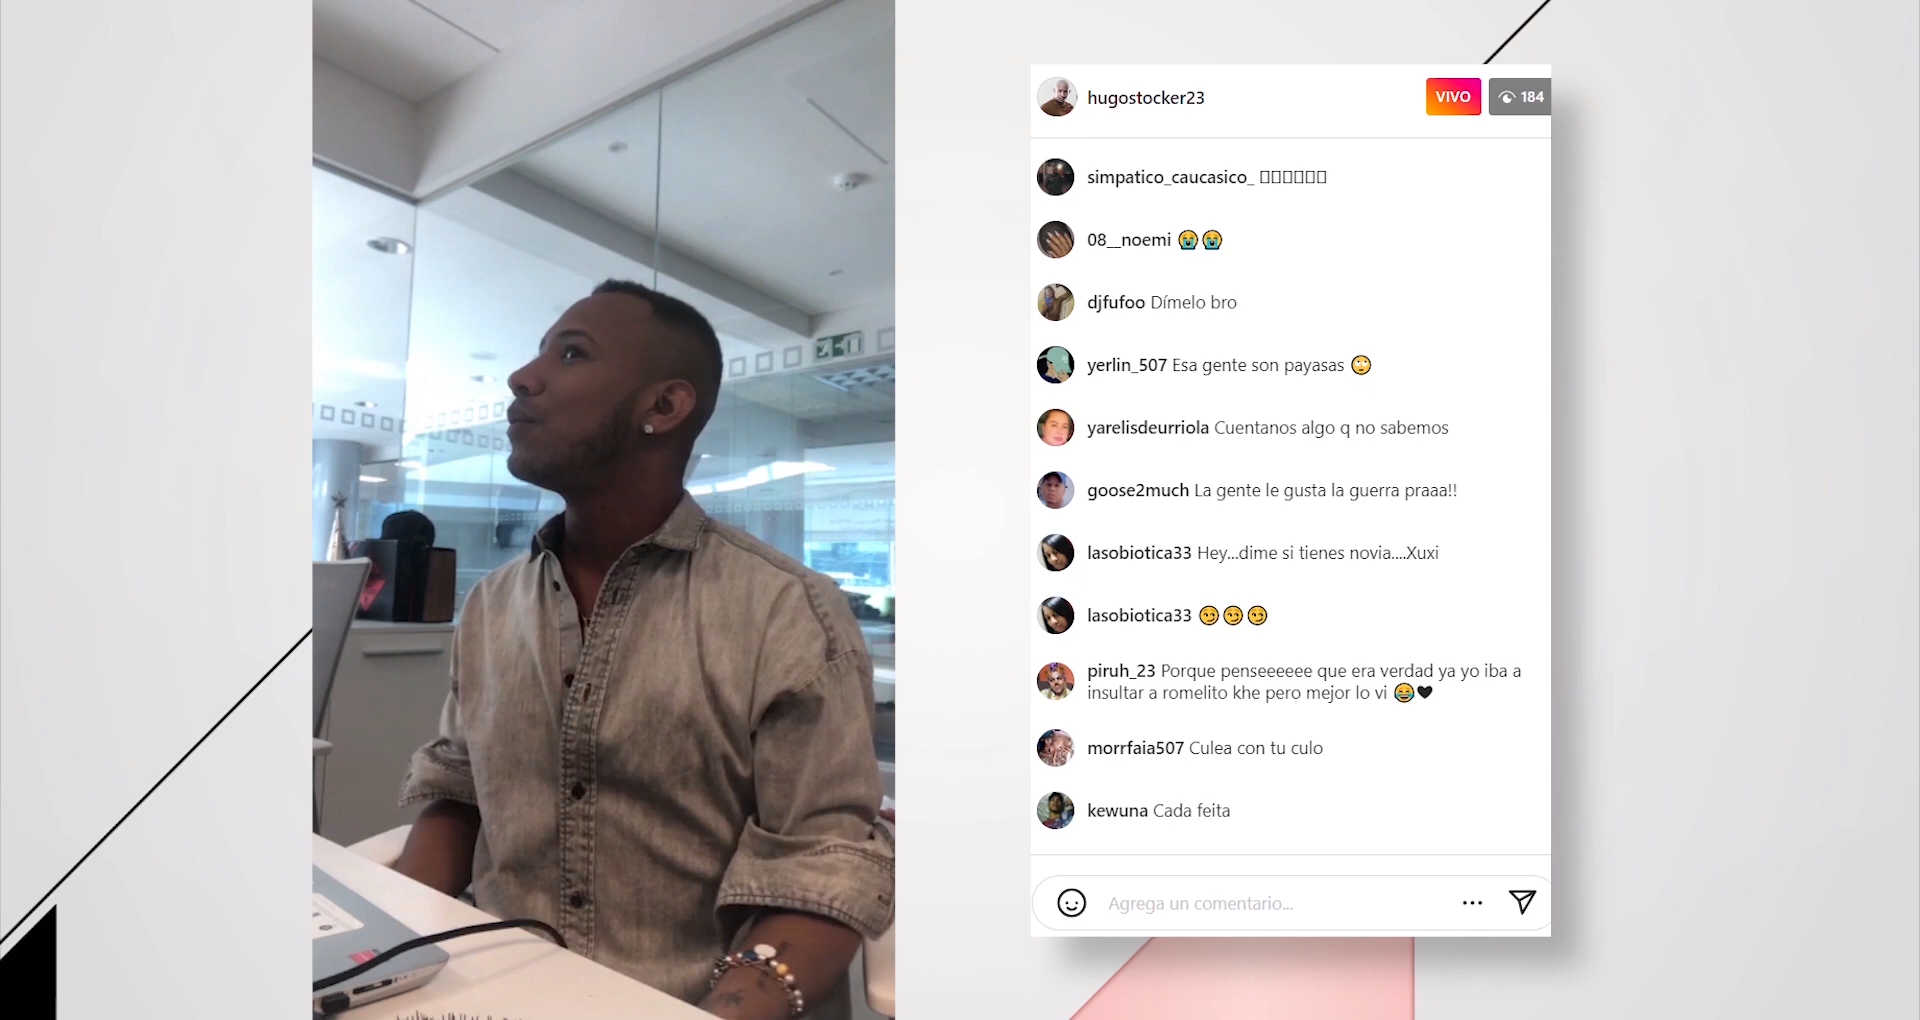 hugostocker23
VIVO
184
simpatico_caucasico_
08__noemi 😭😭
djfufoo Dímelo bro
yerlin_507 Esa gente son payasas 🙄
yarelisdeurriola Cuentanos algo q no sabemos
goose2much La gente le gusta la guerra praaa!!
lasobiotica33 Hey...dime si tienes novia....Xuxi
lasobiotica33 😏😏😏
piruh_23 Porque penseeeeee que era verdad ya yo iba a
insultar a romelito khe pero mejor lo vi 😂🖤
morrfaia507 Culea con tu culo
kewuna Cada feita
Agrega un comentario...